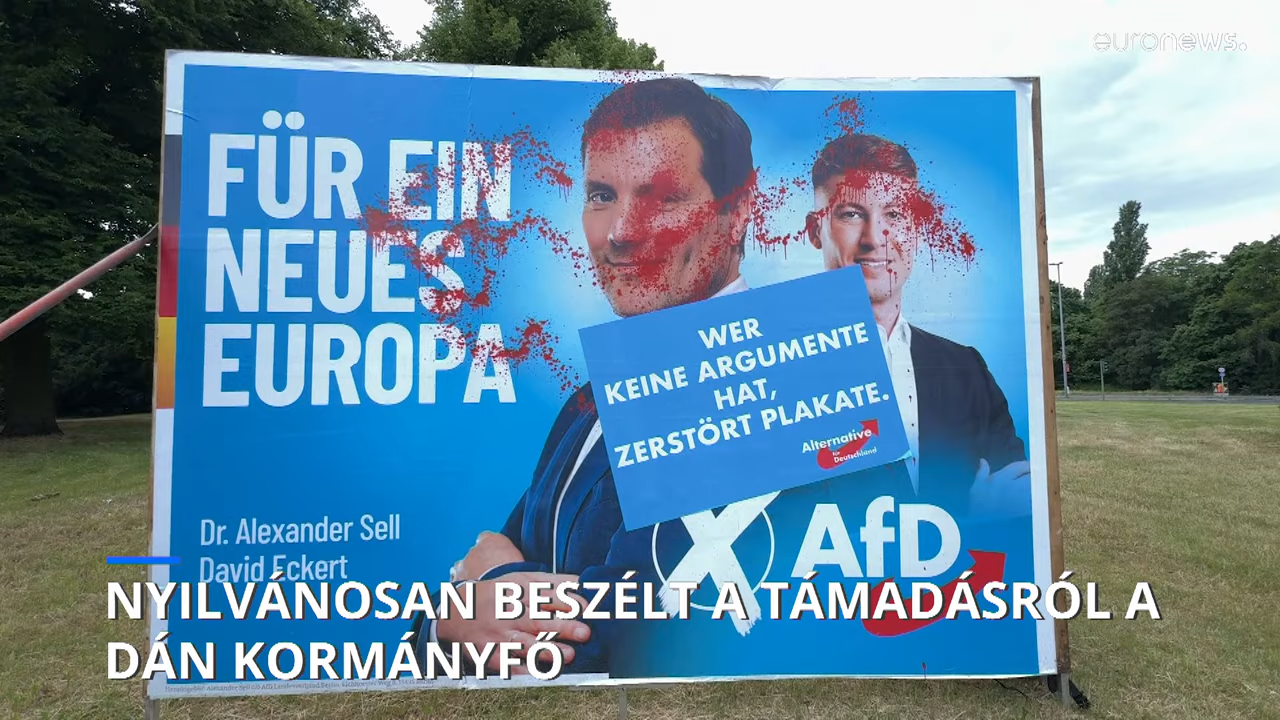 euronews.
FÜR EIN
NEUES
EUROPA
WER
KEINE ARGUMENTE
HAT,
ZERSTÖRT PLAKATE.
Alternative
für
Deutschland
Dr. Alexander Sell
David Eckert
AfD
NYILVÁNOSAN BESZÉLT A TÁMADÁSRÓL A
DÁN KORMÁNYFŐ